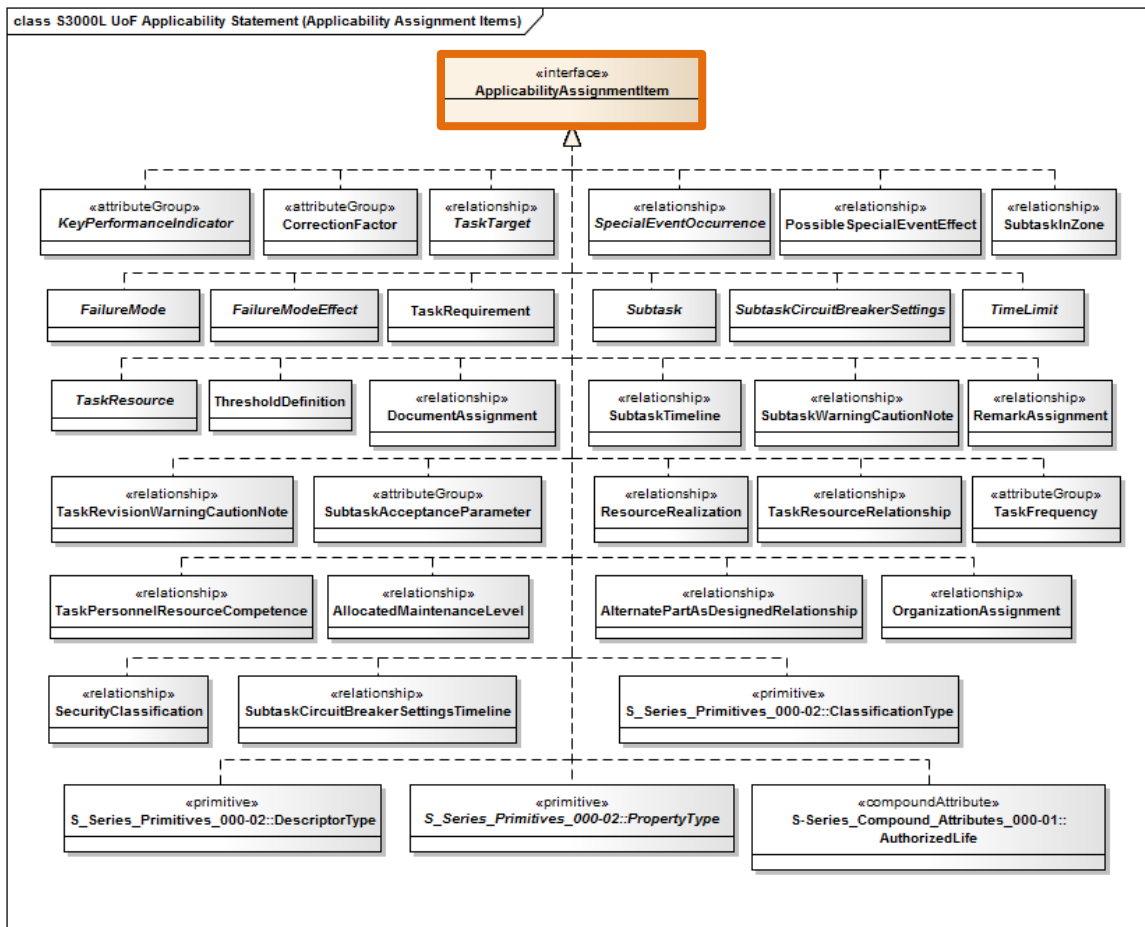 class S3000L UoF Applicability Statement (Applicability Assignment Items)
«interface»
ApplicabilityAssignmentItem
«attributeGroup»
KeyPerformanceIndicator
«attributeGroup»
CorrectionFactor
«relationship»
TaskTarget
«relationship»
SpecialEventOccurrence
«relationship»
PossibleSpecialEventEffect
«relationship»
SubtaskInZone
FailureMode
FailureModeEffect
TaskRequirement
Subtask
SubtaskCircuitBreakerSettings
TimeLimit
TaskResource
ThresholdDefinition
«relationship»
DocumentAssignment
«relationship»
SubtaskTimeline
«relationship»
SubtaskWarningCautionNote
«relationship»
RemarkAssignment
«relationship»
TaskRevisionWarningCautionNote
«attributeGroup»
SubtaskAcceptanceParameter
«relationship»
ResourceRealization
«relationship»
TaskResourceRelationship
«attributeGroup»
TaskFrequency
«relationship»
TaskPersonnelResourceCompetence
«relationship»
AllocatedMaintenanceLevel
«relationship»
AlternatePartAsDesignedRelationship
«relationship»
OrganizationAssignment
«relationship»
SecurityClassification
«relationship»
SubtaskCircuitBreakerSettingsTimeline
«primitive»
S_Series_Primitives_000-02::ClassificationType
«primitive»
S_Series_Primitives_000-02::DescriptorType
«primitive»
S_Series_Primitives_000-02::PropertyType
«compoundAttribute»
S-Series_Compound_Attributes_000-01::
AuthorizedLife